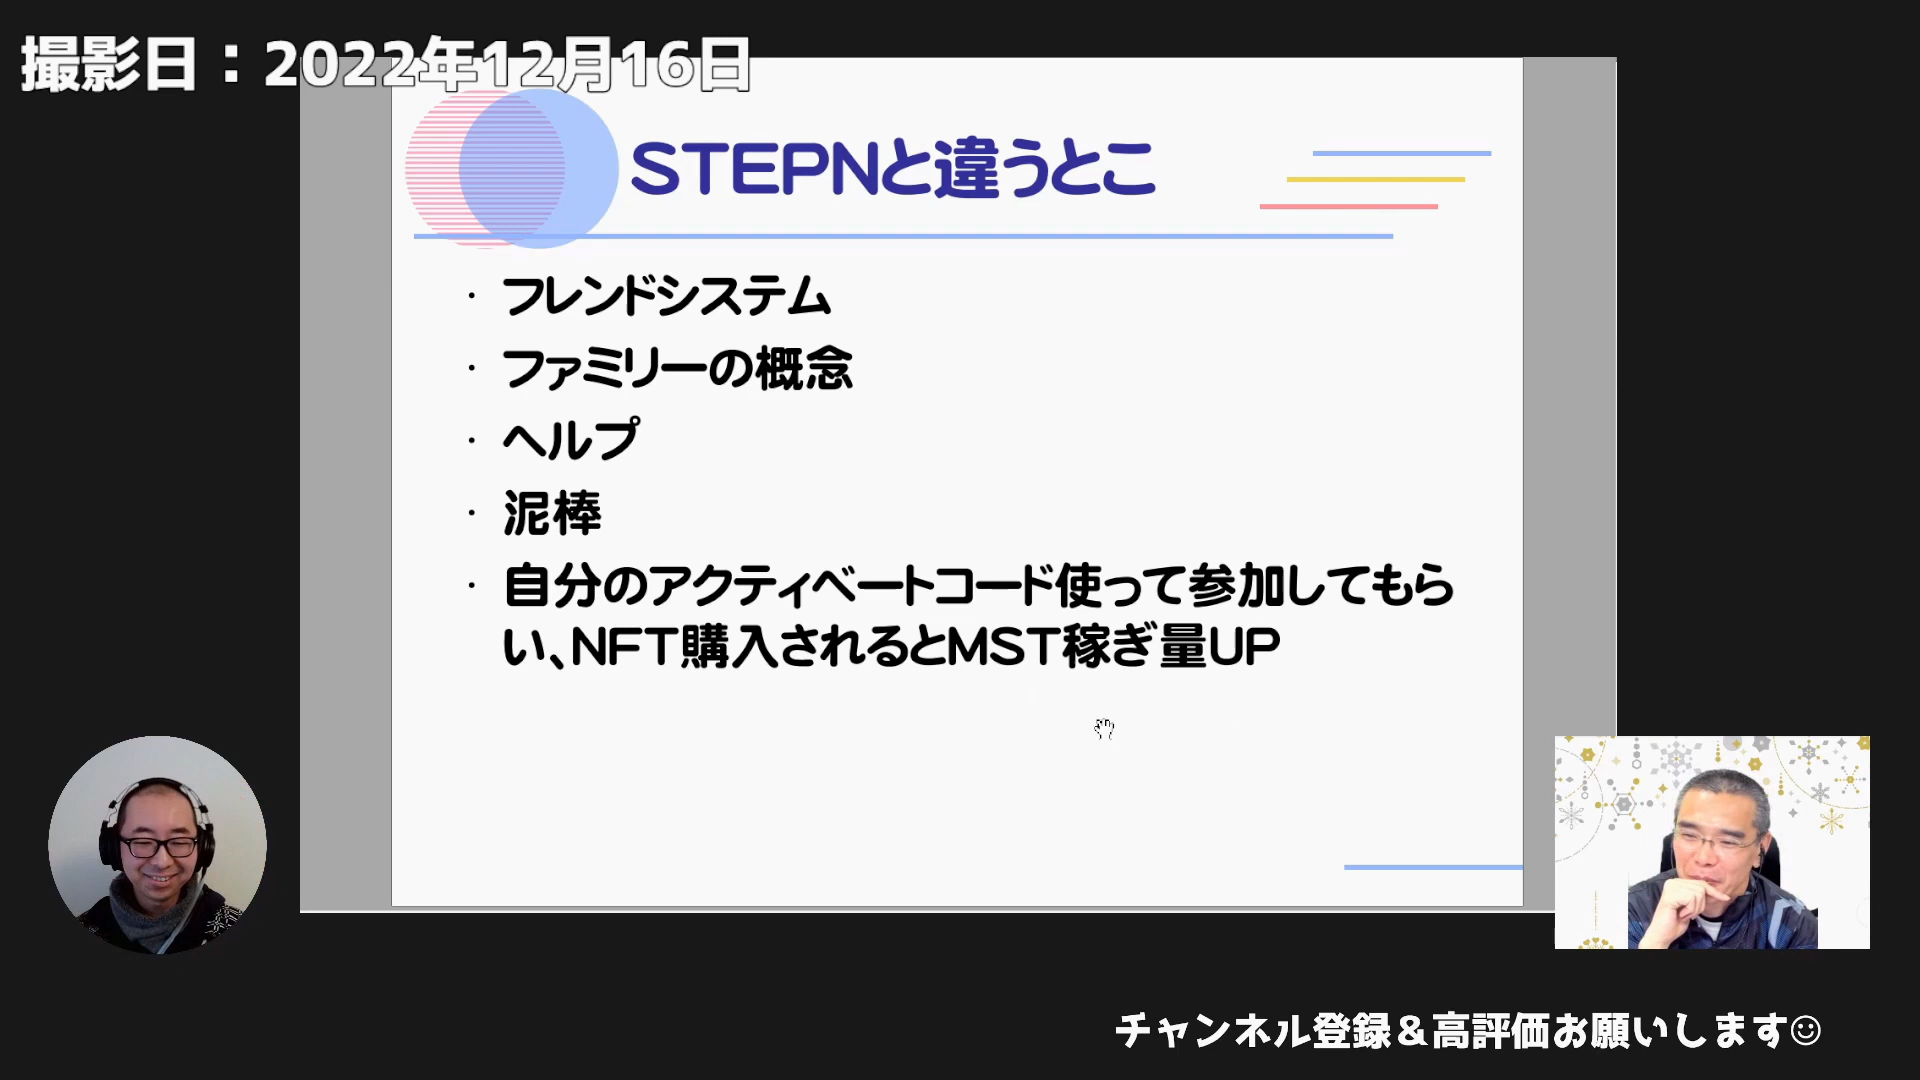 撮影日：2022年12月16日
STEPNと違うとこ
・フレンドシステム
・ファミリーの概念
・ヘルプ
・泥棒
・自分のアクティベートコード使って参加してもら
い、NFT購入されるとMST稼ぎ量UP
チャンネル登録＆高評価お願いします☺